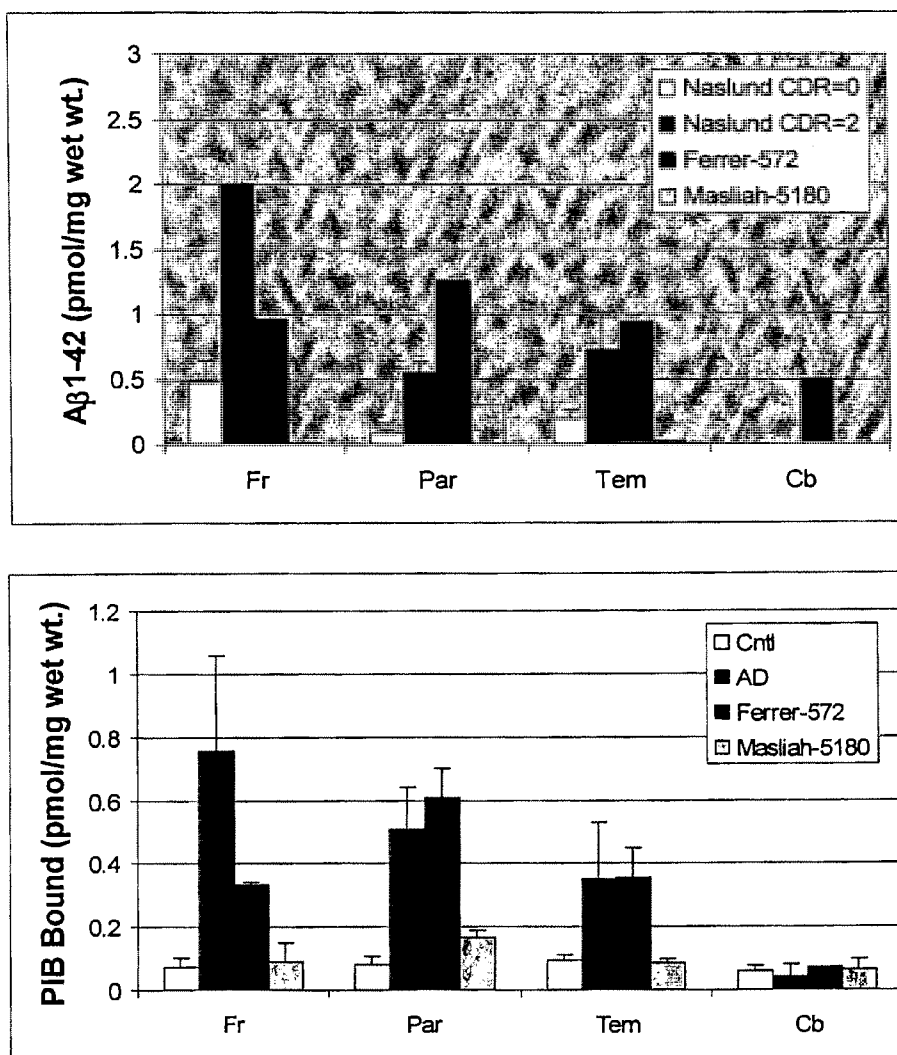 Aβ1-42 (pmol/mg wet wt.)
3
2.5
2
1.5
1
0.5
0
Naslund CDR=0
Naslund CDR=2
Ferrer-572
Masliah-5180
Fr Par Tem Cb
PIB Bound (pmol/mg wet wt.)
1.2
1
0.8
0.6
0.4
0.2
0
Cntl
AD
Ferrer-572
Masliah-5180
Fr Par Tem Cb